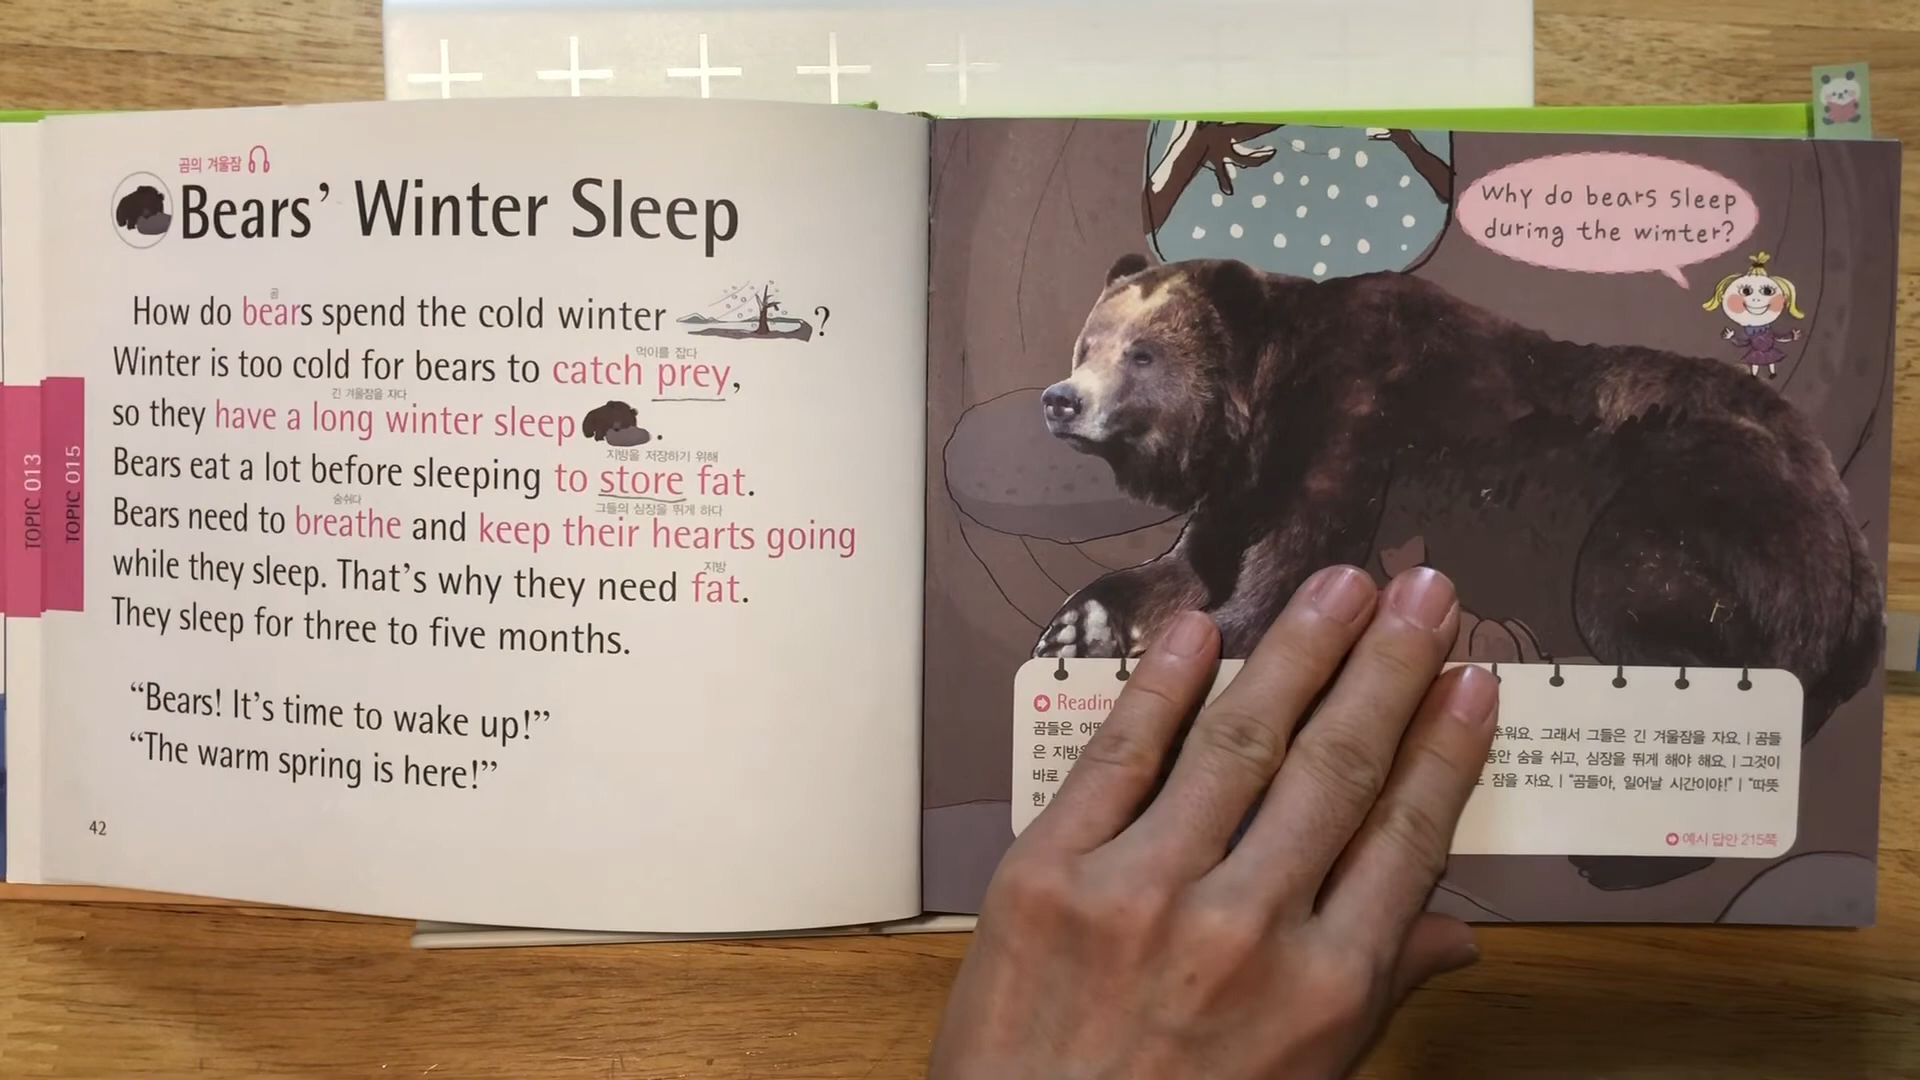 곰의 겨울잠
Bears' Winter Sleep
곰
How do bears spend the cold winter ?
먹이를 잡다
Winter is too cold for bears to catch prey,
긴 겨울잠을 자다
so they have a long winter sleep .
지방을 저장하기 위해
Bears eat a lot before sleeping to store fat.
숨쉬다 그들의 심장을 뛰게 하다
Bears need to breathe and keep their hearts going
지방
while they sleep. That's why they need fat.
They sleep for three to five months.
"Bears! It's time to wake up!"
"The warm spring is here!"
42
TOPIC 013
TOPIC 015
Why do bears sleep
during the winter?
곰들은
추워요. 그래서 그들은 긴 겨울잠을 자요. | 곰들
은 지방을
동안 숨을 쉬고, 심장을 뛰게 해야 해요. | 그것이
바로
잠을 자요. | "곰들아, 일어날 시간이야!" | "따뜻
한
예시 답안 215쪽